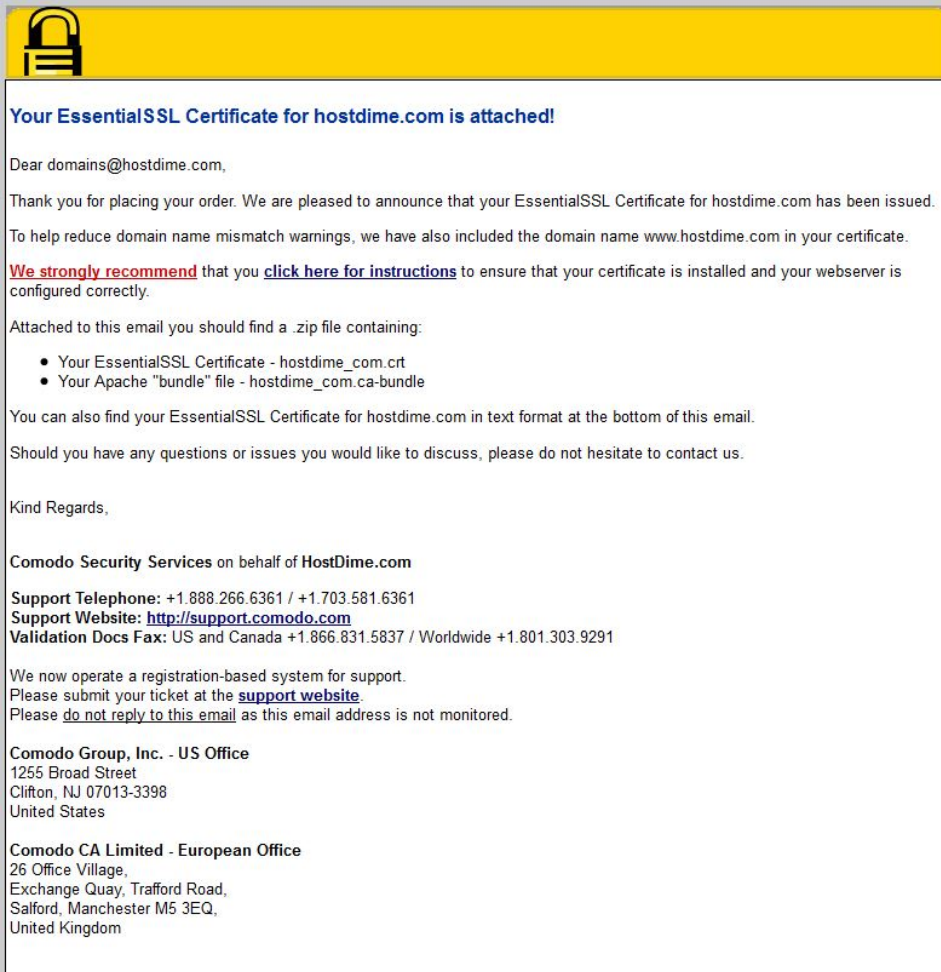 Your EssentialSSL Certificate for hostdime.com is attached!
Dear domains@hostdime.com,
Thank you for placing your order. We are pleased to announce that your EssentialSSL Certificate for hostdime.com has been issued.
To help reduce domain name mismatch warnings, we have also included the domain name www.hostdime.com in your certificate.
We strongly recommend that you click here for instructions to ensure that your certificate is installed and your webserver is
configured correctly.
Attached to this email you should find a .zip file containing:
● Your EssentialSSL Certificate - hostdime_com.crt
● Your Apache "bundle" file - hostdime_com.ca-bundle
You can also find your EssentialSSL Certificate for hostdime.com in text format at the bottom of this email.
Should you have any questions or issues you would like to discuss, please do not hesitate to contact us.
Kind Regards,
Comodo Security Services on behalf of HostDime.com
Support Telephone: +1.888.266.6361 / +1.703.581.6361
Support Website: http://support.comodo.com
Validation Docs Fax: US and Canada +1.866.831.5837 / Worldwide +1.801.303.9291
We now operate a registration-based system for support.
Please submit your ticket at the support website.
Please do not reply to this email as this email address is not monitored.
Comodo Group, Inc. - US Office
1255 Broad Street
Clifton, NJ 07013-3398
United States
Comodo CA Limited - European Office
26 Office Village,
Exchange Quay, Trafford Road,
Salford, Manchester M5 3EQ,
United Kingdom